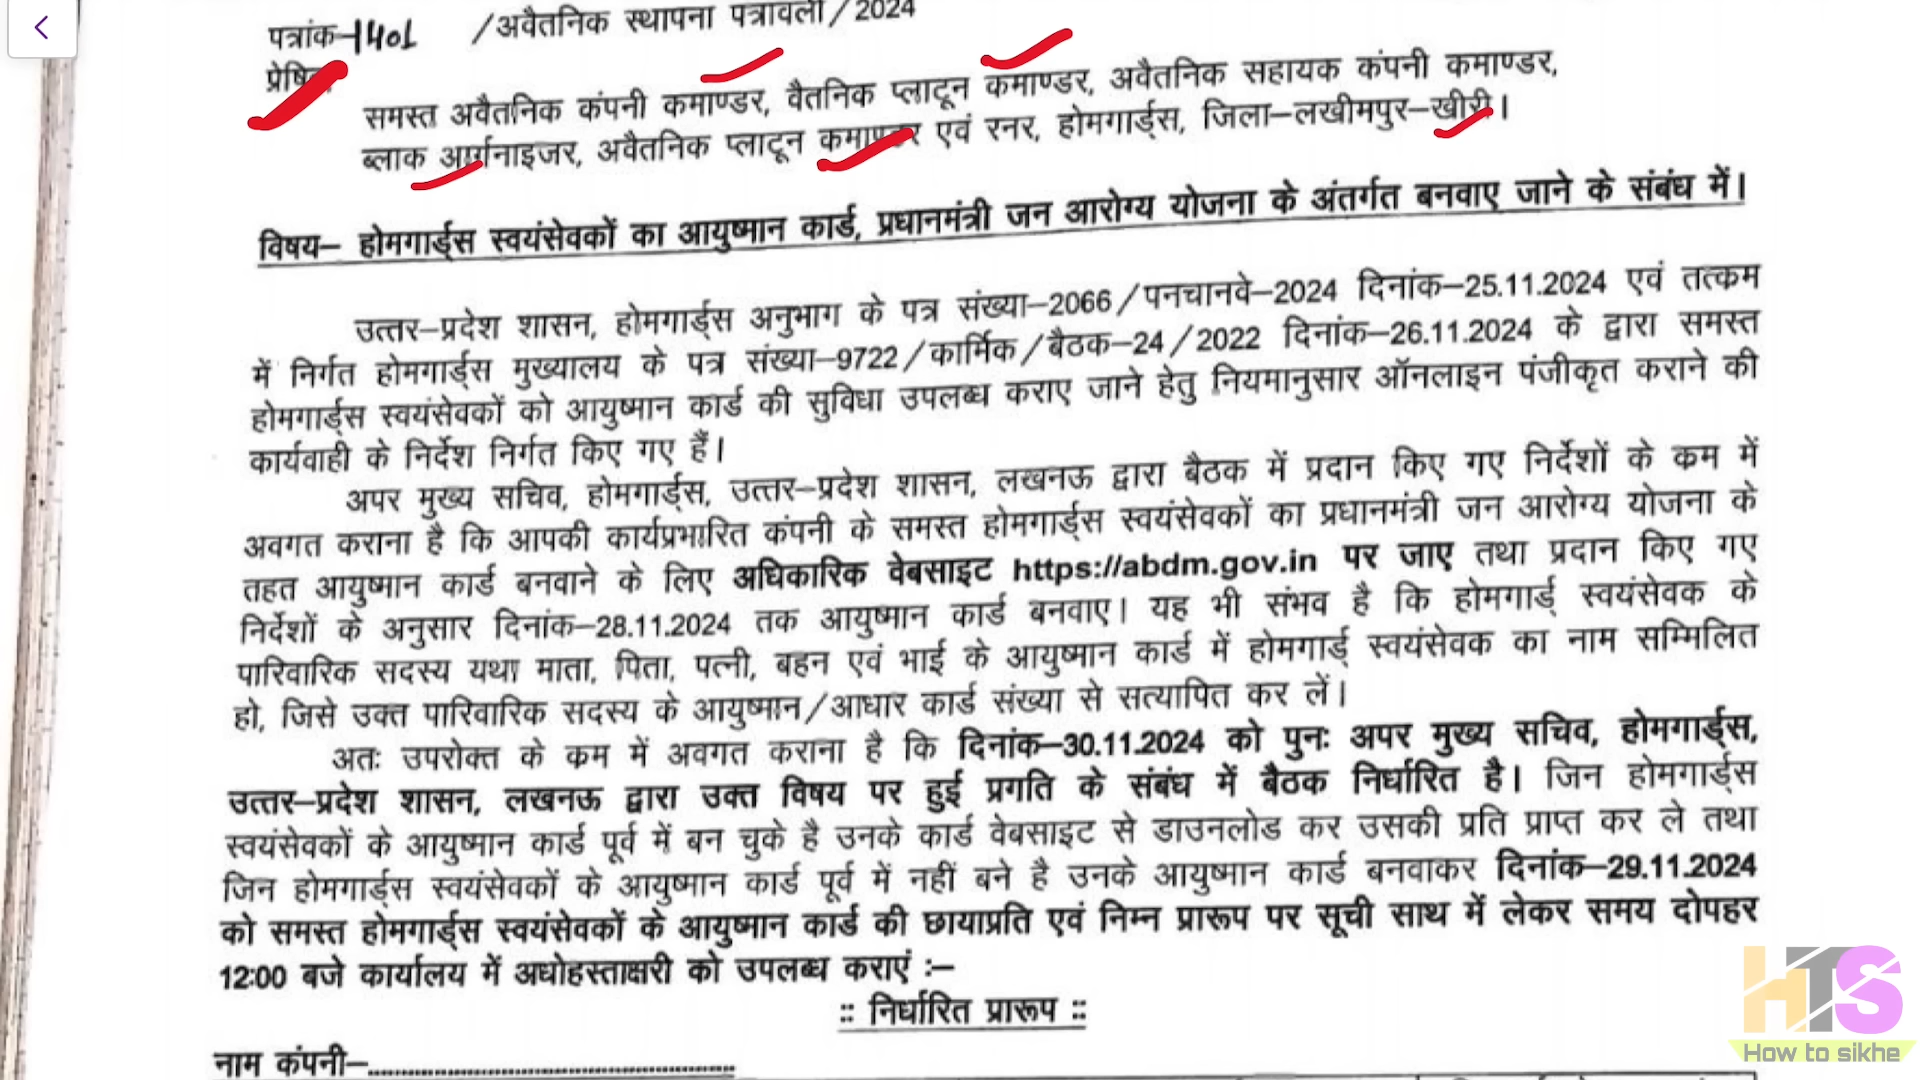 पत्रांक-1401 /अवैतनिक स्थापना पत्रावली/2024
प्रेषित
समस्त अवैतनिक कंपनी कमाण्डर, वैतनिक प्लाटून कमाण्डर, अवैतनिक सहायक कंपनी कमाण्डर,
ब्लाक आर्गनाइजर, अवैतनिक प्लाटून कमाण्डर एवं रनर, होमगार्ड्स, जिला–लखीमपुर–खीरी।
विषय– होमगार्ड्स स्वयंसेवकों का आयुष्मान कार्ड, प्रधानमंत्री जन आरोग्य योजना के अंतर्गत बनवाए जाने के संबंध में।
उत्तर–प्रदेश शासन, होमगार्ड्स अनुभाग के पत्र संख्या–2066/पनचानवे–2024 दिनांक–25.11.2024 एवं तत्कम
में निर्गत होमगार्ड्स मुख्यालय के पत्र संख्या–9722/कार्मिक/बैठक–24/2022 दिनांक–26.11.2024 के द्वारा समस्त
होमगार्ड्स स्वयंसेवकों को आयुष्मान कार्ड की सुविधा उपलब्ध कराए जाने हेतु नियमानुसार ऑनलाइन पंजीकृत कराने की
कार्यवाही के निर्देश निर्गत किए गए हैं।
अपर मुख्य सचिव, होमगार्ड्स, उत्तर–प्रदेश शासन, लखनऊ द्वारा बैठक में प्रदान किए गए निर्देशों के कम में
अवगत कराना है कि आपकी कार्यप्रभारित कंपनी के समस्त होमगार्ड्स स्वयंसेवकों का प्रधानमंत्री जन आरोग्य योजना के
तहत आयुष्मान कार्ड बनवाने के लिए अधिकारिक वेबसाइट https://abdm.gov.in पर जाए तथा प्रदान किए गए
निर्देशों के अनुसार दिनांक–28.11.2024 तक आयुष्मान कार्ड बनवाए। यह भी संभव है कि होमगार्ड् स्वयंसेवक के
पारिवारिक सदस्य यथा माता, पिता, पत्नी, बहन एवं भाई के आयुष्मान कार्ड में होमगार्ड् स्वयंसेवक का नाम सम्मिलित
हो, जिसे उक्त पारिवारिक सदस्य के आयुष्मान/आधार कार्ड संख्या से सत्यापित कर लें।
अतः उपरोक्त के कम में अवगत कराना है कि दिनांक–30.11.2024 को पुनः अपर मुख्य सचिव, होमगार्ड्स,
उत्तर–प्रदेश शासन, लखनऊ द्वारा उक्त विषय पर हुई प्रगति के संबंध में बैठक निर्धारित है। जिन होमगार्ड्स
स्वयंसेवकों के आयुष्मान कार्ड पूर्व में बन चुके है उनके कार्ड वेबसाइट से डाउनलोड कर उसकी प्रति प्राप्त कर ले तथा
जिन होमगार्ड्स स्वयंसेवकों के आयुष्मान कार्ड पूर्व में नहीं बने है उनके आयुष्मान कार्ड बनवाकर दिनांक–29.11.2024
को समस्त होमगार्ड्स स्वयंसेवकों के आयुष्मान कार्ड की छायाप्रति एवं निम्न प्रारूप पर सूची साथ में लेकर समय दोपहर
12:00 बजे कार्यालय में अधोहस्ताक्षरी को उपलब्ध कराएं :–
:: निर्धारित प्रारूप ::
नाम कंपनी–..........................................
HTS
How to sikhe